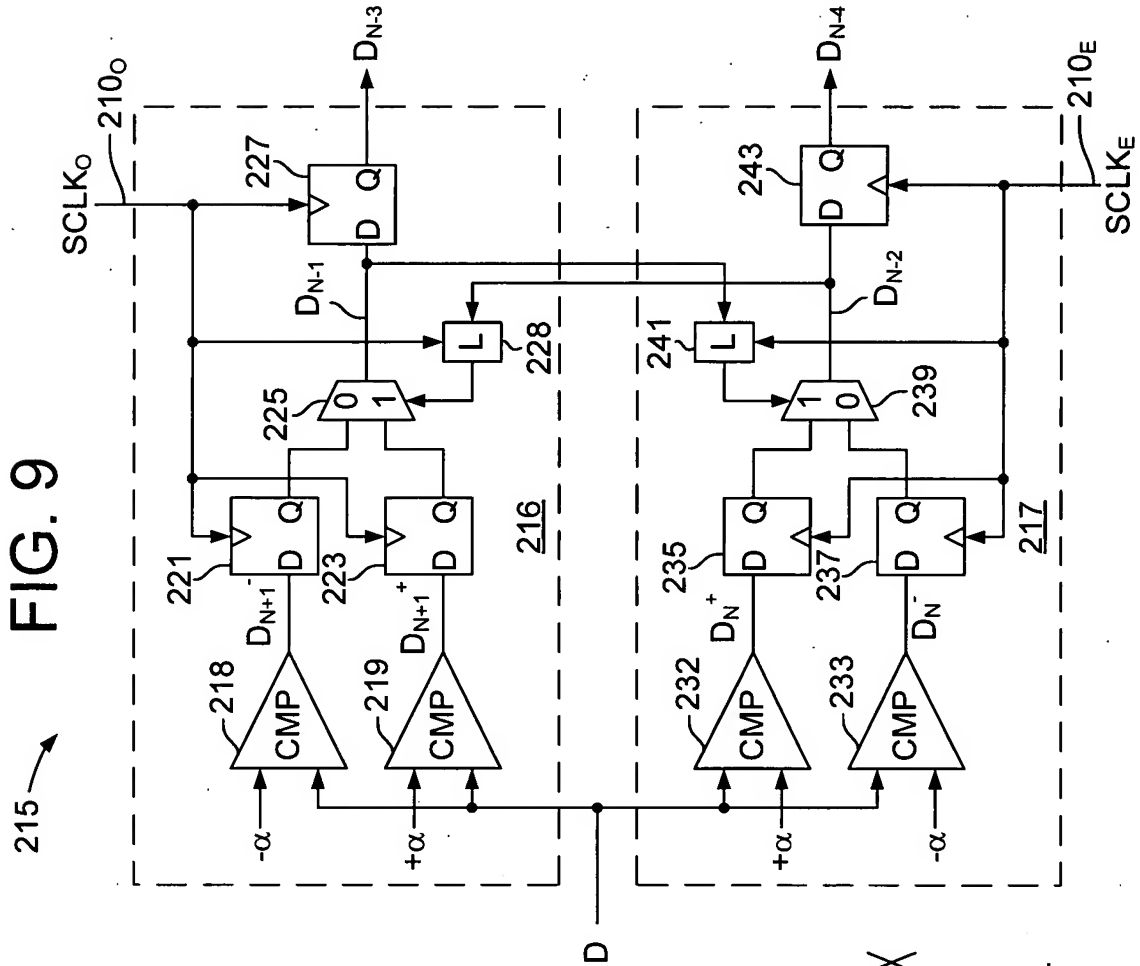 FIG. 9
215
SCLKO
210O
218
CMP
-α
DN+1-
221
D
Q
219
CMP
+α
DN+1+
223
D
Q
225
0
1
DN-1
L
228
227
D
Q
DN-3
216
D
232
CMP
+α
DN+
235
D
Q
233
CMP
-α
DN-
237
D
Q
241
L
1
0
239
DN-2
243
D
Q
DN-4
217
210E
SCLKE